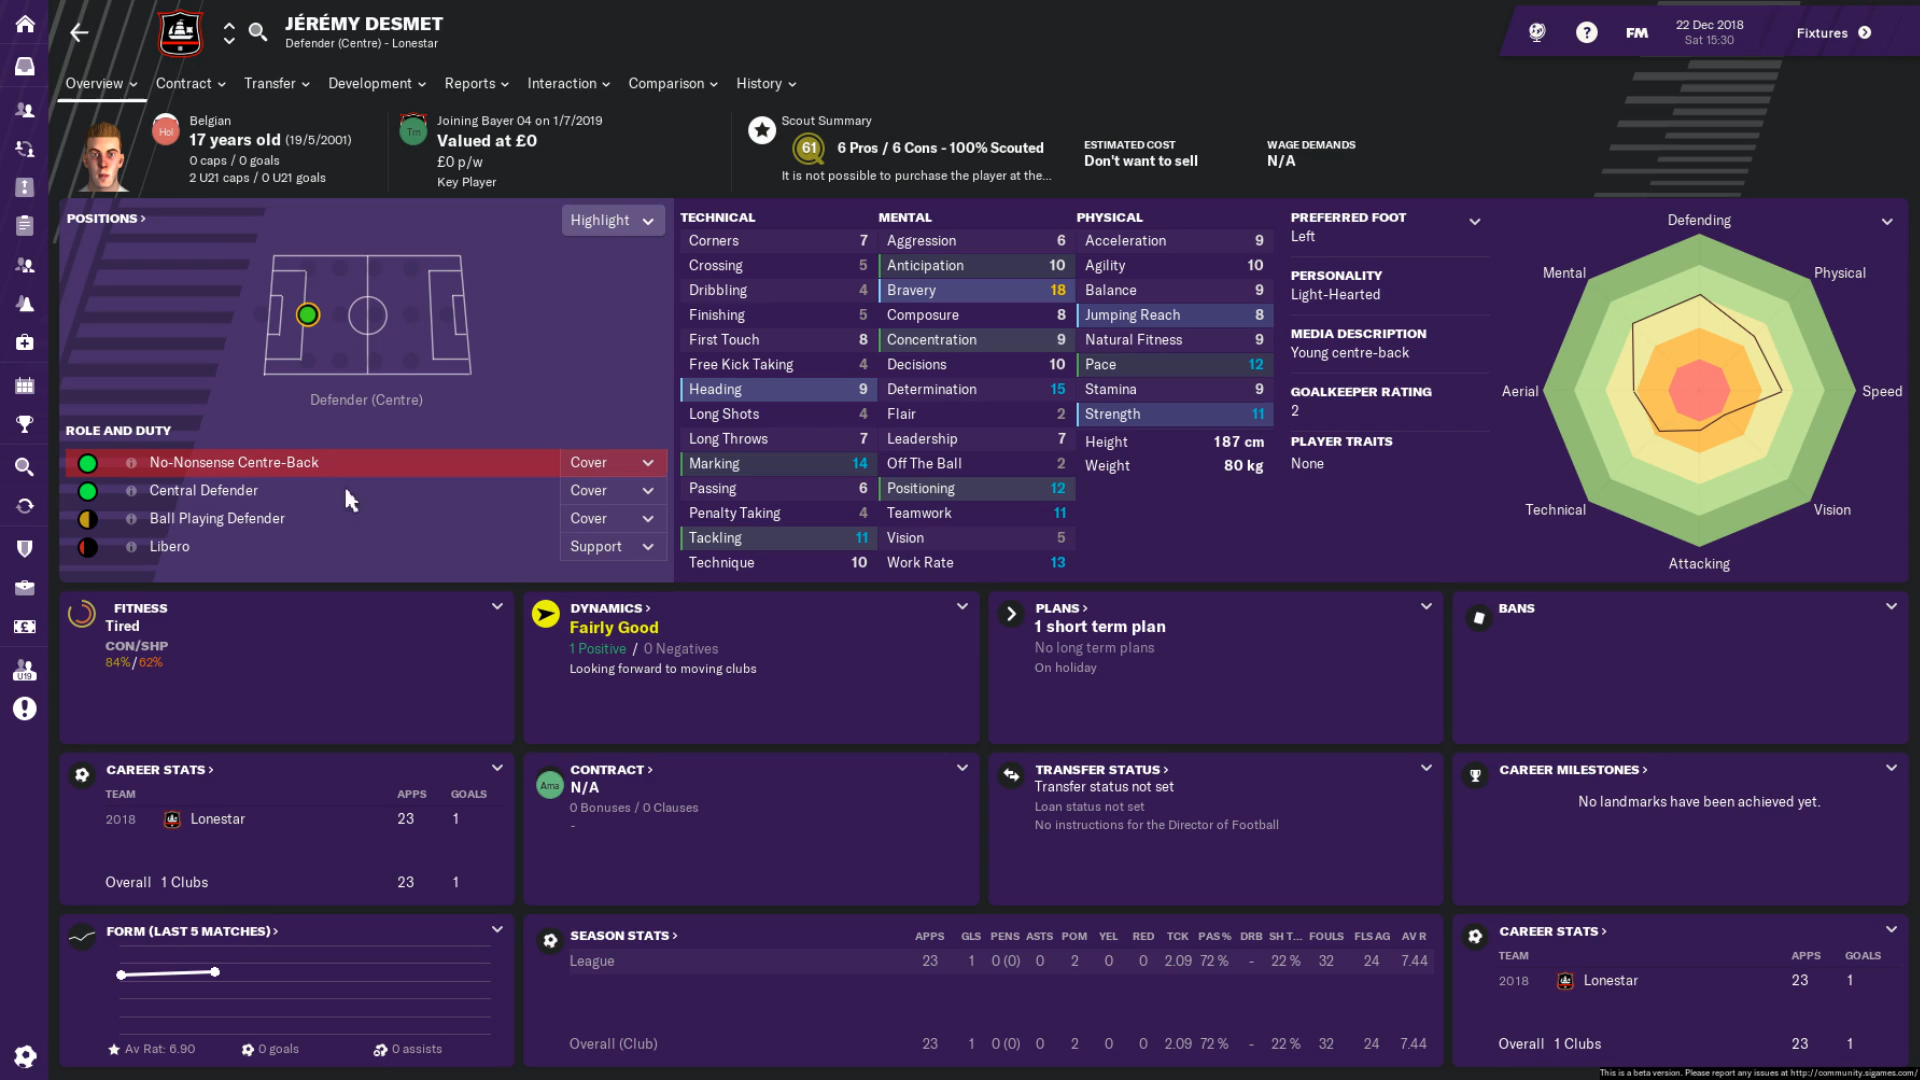 JÉRÉMY DESMET
Defender (Centre) - Lonestar
FM
22 Dec 2018
Sat 15:30
Fixtures
Overview Contract Transfer Development Reports Interaction Comparison History
Hol
Belgian
17 years old (19/5/2001)
0 caps / 0 goals
2 U21 caps / 0 U21 goals
Trn
Joining Bayer 04 on 1/7/2019
Valued at £0
£0 p/w
Key Player
Scout Summary
61 6 Pros / 6 Cons - 100% Scouted
It is not possible to purchase the player at the...
ESTIMATED COST
Don't want to sell
WAGE DEMANDS
N/A
POSITIONS >
Highlight
Defender (Centre)
ROLE AND DUTY
No-Nonsense Centre-Back Cover
Central Defender Cover
Ball Playing Defender Cover
Libero Support
TECHNICAL
Corners 7
Crossing 5
Dribbling 4
Finishing 5
First Touch 8
Free Kick Taking 4
Heading 9
Long Shots 4
Long Throws 7
Marking 14
Passing 6
Penalty Taking 4
Tackling 11
Technique 10
MENTAL
Aggression 6
Anticipation 10
Bravery 18
Composure 8
Concentration 9
Decisions 10
Determination 15
Flair 2
Leadership 7
Off The Ball 2
Positioning 12
Teamwork 11
Vision 5
Work Rate 13
PHYSICAL
Acceleration 9
Agility 10
Balance 9
Jumping Reach 8
Natural Fitness 9
Pace 12
Stamina 9
Strength 11
Height 187 cm
Weight 80 kg
PREFERRED FOOT
Left
PERSONALITY
Light-Hearted
MEDIA DESCRIPTION
Young centre-back
GOALKEEPER RATING
2
PLAYER TRAITS
None
Defending
Mental
Physical
Aerial
Speed
Technical
Vision
Attacking
FITNESS
Tired
CON/SHP
84%/62%
DYNAMICS >
Fairly Good
1 Positive / 0 Negatives
Looking forward to moving clubs
PLANS >
1 short term plan
No long term plans
On holiday
BANS
CAREER STATS >
TEAM APPS GOALS
2018 Lonestar 23 1
Overall 1 Clubs 23 1
Ama
CONTRACT >
N/A
0 Bonuses / 0 Clauses
-
TRANSFER STATUS >
Transfer status not set
Loan status not set
No instructions for the Director of Football
CAREER MILESTONES >
No landmarks have been achieved yet.
FORM (LAST 5 MATCHES) >
Av Rat: 6.90 0 goals 0 assists
SEASON STATS > APPS GLS PENS ASTS POM YEL RED TCK PAS % DRB SH T... FOULS FLS AG AV R
League 23 1 0 (0) 0 2 0 0 2.09 72 % - 22 % 32 24 7.44
Overall (Club) 23 1 0 (0) 0 2 0 0 2.09 72 % - 22 % 32 24 7.44
CAREER STATS >
TEAM APPS GOALS
2018 Lonestar 23 1
Overall 1 Clubs 23 1
U19
This is a beta version. Please report any issues at http://community.sigames.com/